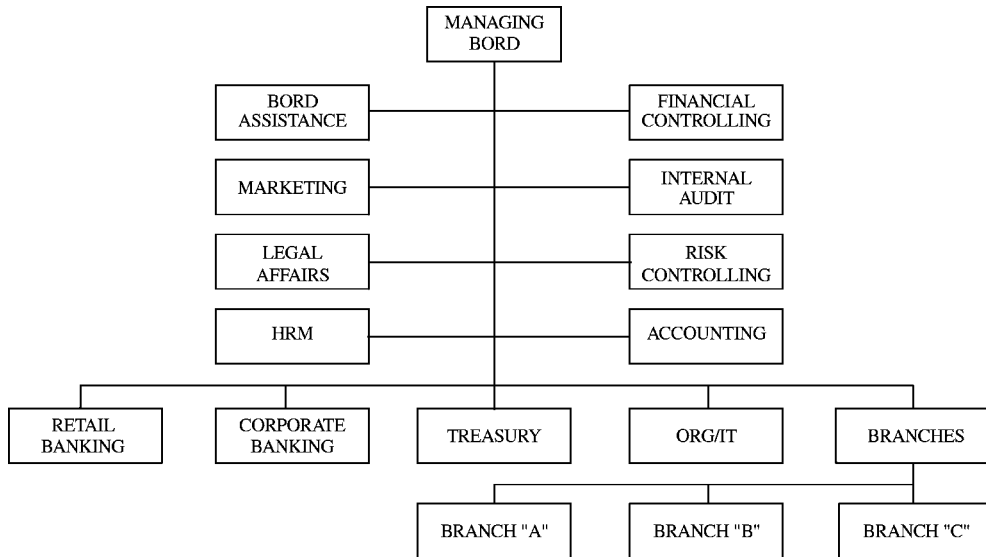 MANAGING
BORD
BORD
ASSISTANCE
FINANCIAL
CONTROLLING
MARKETING
INTERNAL
AUDIT
LEGAL
AFFAIRS
RISK
CONTROLLING
HRM
ACCOUNTING
RETAIL
BANKING
CORPORATE
BANKING
TREASURY
ORG/IT
BRANCHES
BRANCH "A"
BRANCH "B"
BRANCH "C"